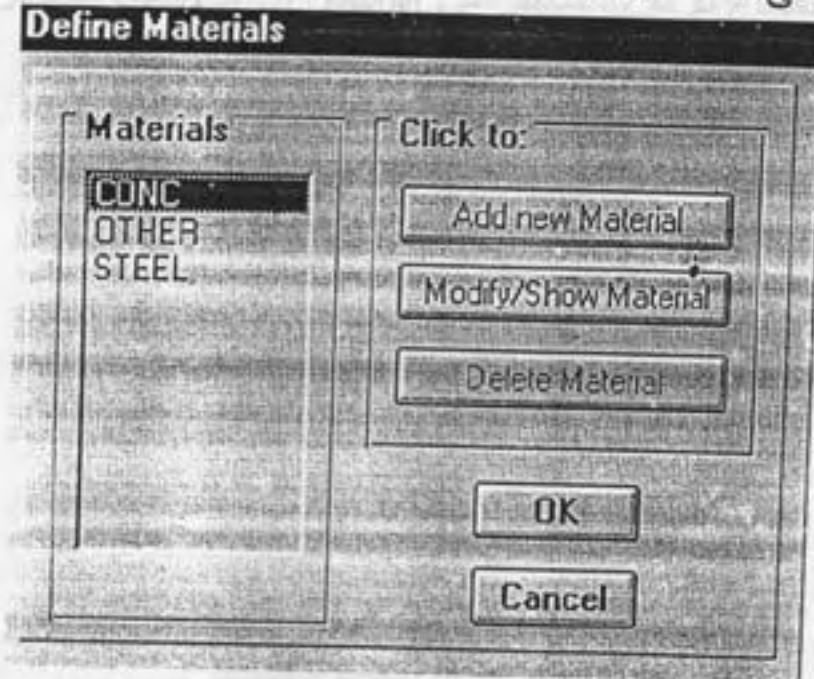 Define Materials
Materials
CONC
OTHER
STEEL
Click to:
Add new Material
Modify/Show Material
Delete Material
OK
Cancel